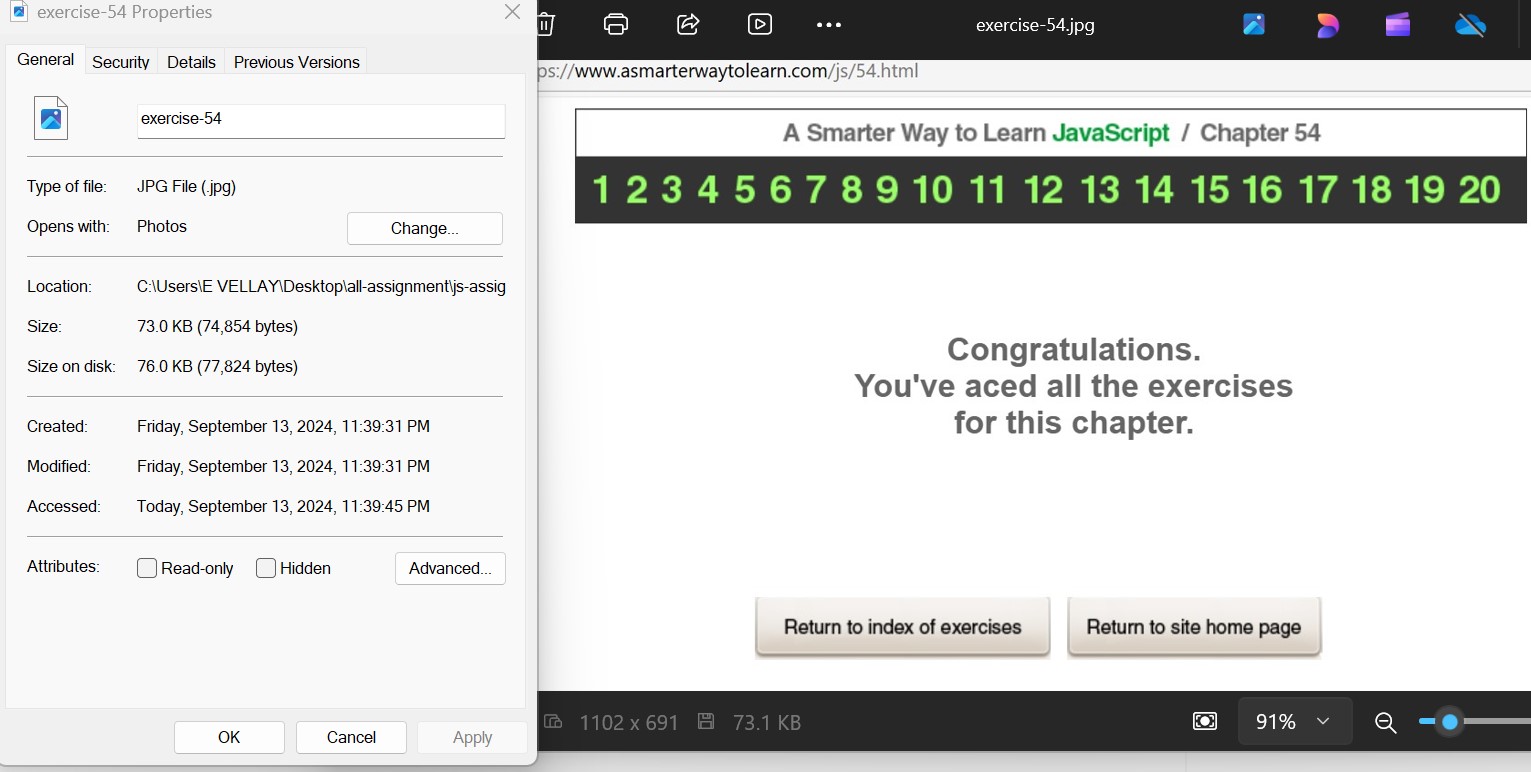 exercise-54 Properties
General Security Details Previous Versions
exercise-54
Type of file: JPG File (.jpg)
Opens with: Photos Change...
Location: C:\Users\E VELLAY\Desktop\all-assignment\js-assig
Size: 73.0 KB (74,854 bytes)
Size on disk: 76.0 KB (77,824 bytes)
Created: Friday, September 13, 2024, 11:39:31 PM
Modified: Friday, September 13, 2024, 11:39:31 PM
Accessed: Today, September 13, 2024, 11:39:45 PM
Attributes: Read-only Hidden Advanced...
OK Cancel Apply
exercise-54.jpg
ps://www.asmarterwaytolearn.com/js/54.html
A Smarter Way to Learn JavaScript / Chapter 54
1 2 3 4 5 6 7 8 9 10 11 12 13 14 15 16 17 18 19 20
Congratulations.
You've aced all the exercises
for this chapter.
Return to index of exercises Return to site home page
1102 x 691 73.1 KB 91%